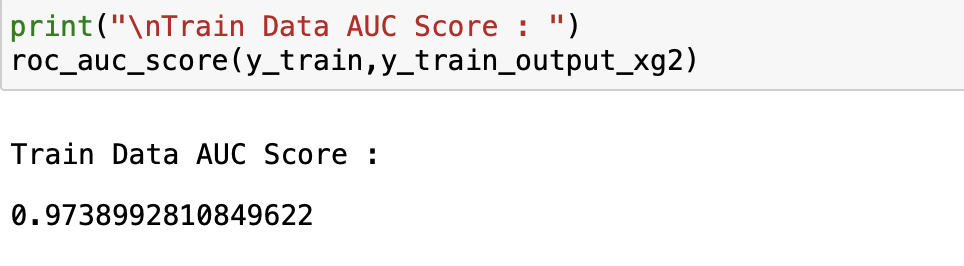 print("\nTrain Data AUC Score : ")
roc_auc_score(y_train,y_train_output_xg2)
Train Data AUC Score :
0.9738992810849622